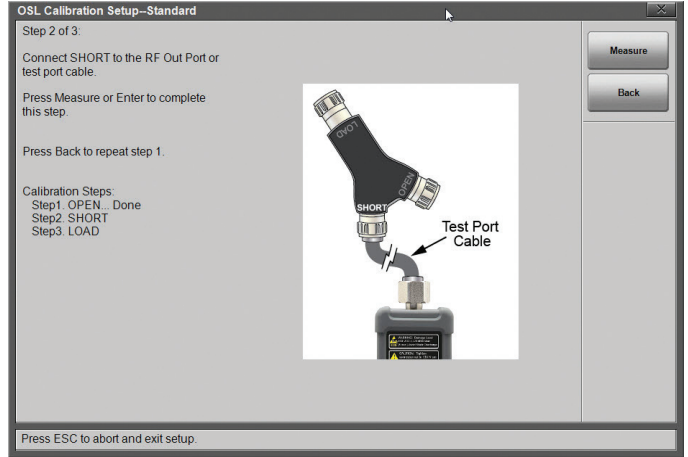 OSL Calibration Setup--Standard
Step 2 of 3:
Connect SHORT to the RF Out Port or
test port cable.
Press Measure or Enter to complete
this step.
Press Back to repeat step 1.
Calibration Steps:
Step1. OPEN... Done
Step2. SHORT
Step3. LOAD
LOAD
OPEN
SHORT
Test Port
Cable
Measure
Back
Press ESC to abort and exit setup.